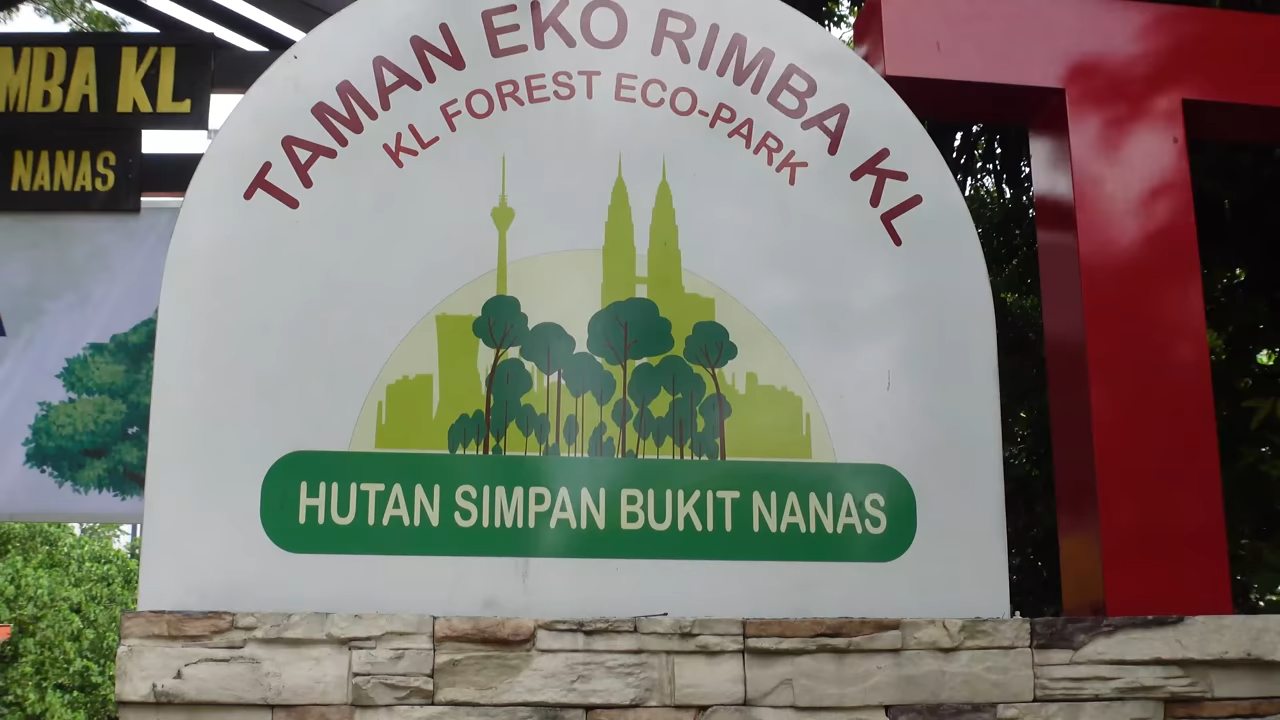 MBA KL
NANAS
TAMAN EKO RIMBA KL
KL FOREST ECO-PARK
HUTAN SIMPAN BUKIT NANAS